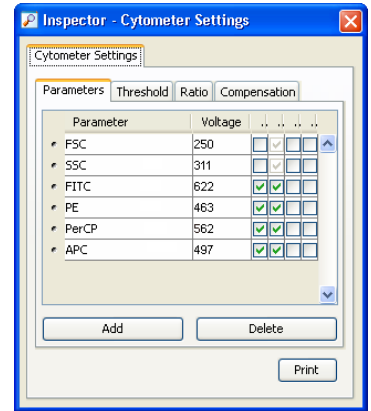 Inspector - Cytometer Settings
Cytometer Settings
Parameters Threshold Ratio Compensation
Parameter Voltage .. .. .. ..
FSC 250
SSC 311
FITC 622
PE 463
PerCP 562
APC 497
Add Delete
Print